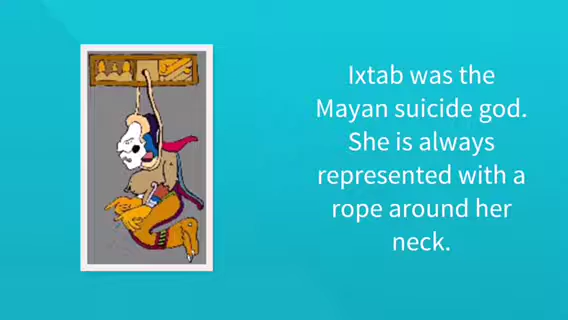 Ixtab was the
Mayan suicide god.
She is always
represented with a
rope around her
neck.